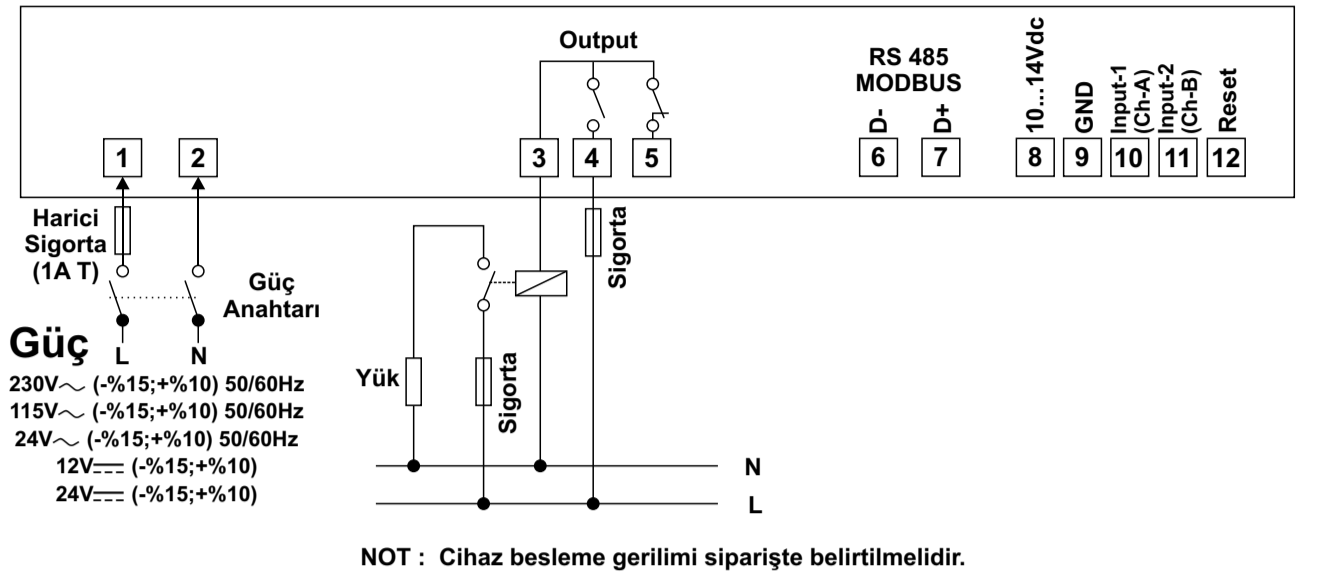 Output
RS 485
MODBUS
D-
D+
10...14Vdc
GND
Input-1
(Ch-A)
Input-2
(Ch-B)
Reset
1
2
3
4
5
6
7
8
9
10
11
12
Harici
Sigorta
(1A T)
Güç
Anahtarı
Sigorta
Güç
L
N
230V~ (-%15;+%10) 50/60Hz
115V~ (-%15;+%10) 50/60Hz
24V~ (-%15;+%10) 50/60Hz
12V⎓ (-%15;+%10)
24V⎓ (-%15;+%10)
Yük
Sigorta
N
L
NOT : Cihaz besleme gerilimi siparişte belirtilmelidir.